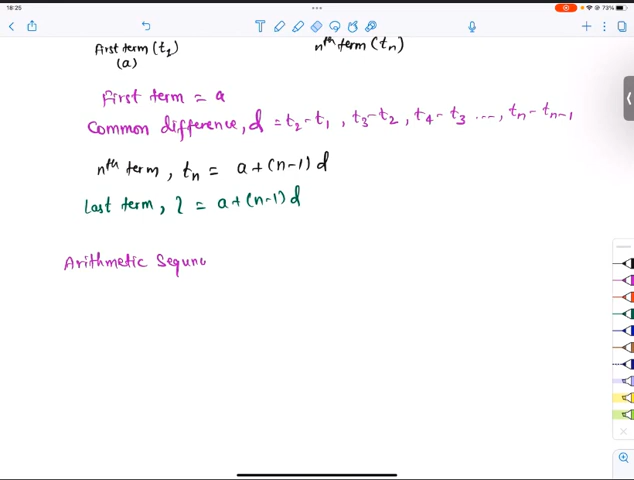 18:25
73%
First term (t1)
(a)
nth term (tn)
First term = a
Common difference, d = t2 - t1 , t3 - t2 , t4 - t3 ...., tn - tn-1
nth term , tn = a + (n-1) d
Last term , l = a + (n-1) d
Arithmetic Sequnc